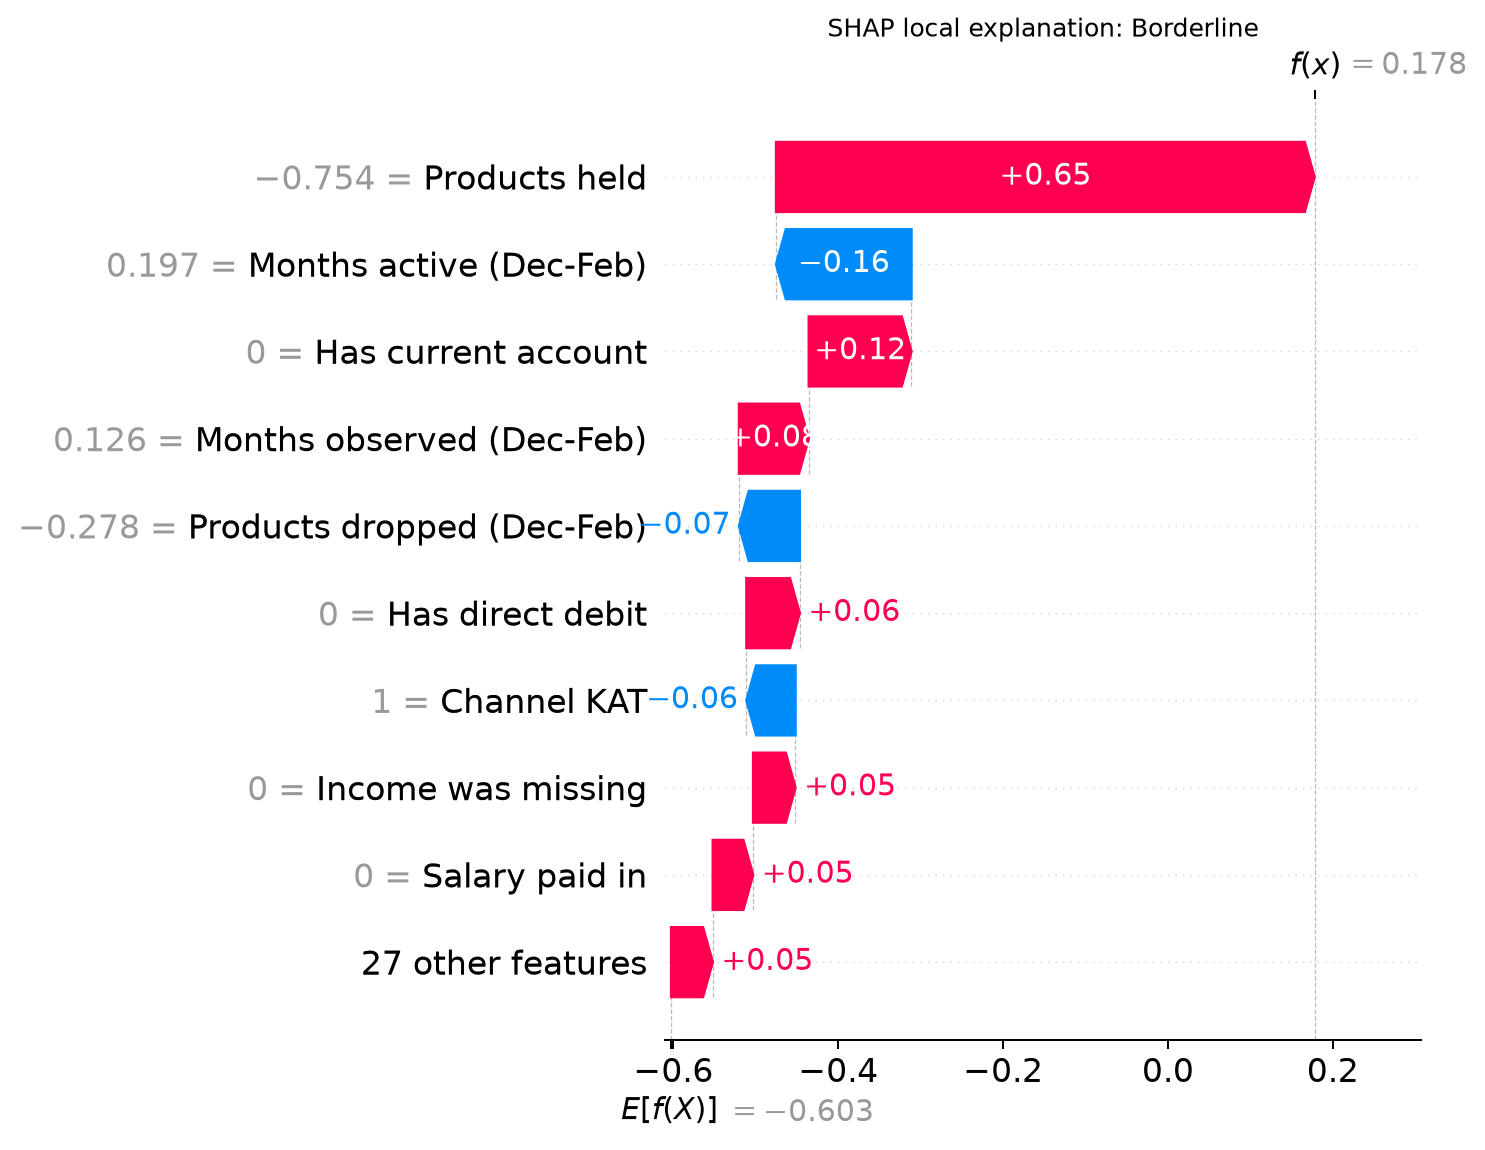 SHAP local explanation: Borderline
f(x) = 0.178
−0.754 = Products held +0.65
0.197 = Months active (Dec-Feb) −0.16
0 = Has current account +0.12
0.126 = Months observed (Dec-Feb) +0.08
−0.278 = Products dropped (Dec-Feb) −0.07
0 = Has direct debit +0.06
1 = Channel KAT −0.06
0 = Income was missing +0.05
0 = Salary paid in +0.05
27 other features +0.05
−0.6 −0.4 −0.2 0.0 0.2
E[f(X)] = −0.603